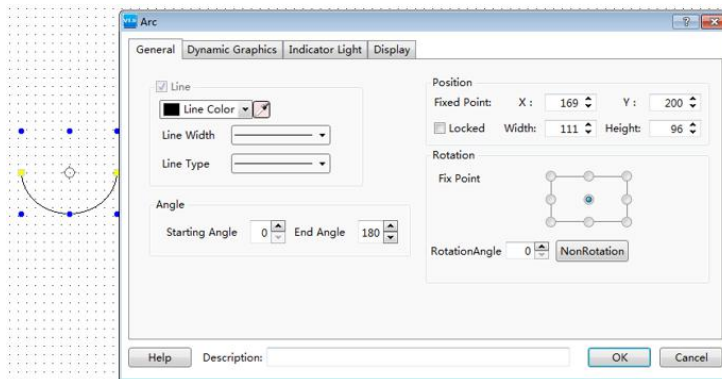 Arc
General Dynamic Graphics Indicator Light Display
Line
Line Color
Line Width
Line Type
Angle
Starting Angle 0 End Angle 180
Position
Fixed Point: X : 169 Y : 200
Locked Width: 111 Height: 96
Rotation
Fix Point
RotationAngle 0 NonRotation
Help Description: OK Cancel